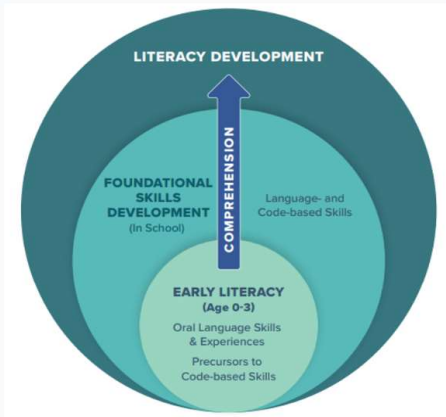 LITERACY DEVELOPMENT
COMPREHENSION
FOUNDATIONAL
SKILLS
DEVELOPMENT
(In School)
Language- and
Code-based Skills
EARLY LITERACY
(Age 0-3)
Oral Language Skills
& Experiences
Precursors to
Code-based Skills